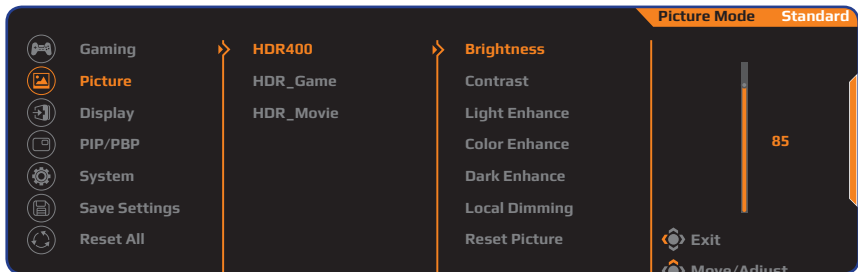 Picture Mode Standard
Gaming HDR400 Brightness
Picture HDR_Game Contrast
Display HDR_Movie Light Enhance
PIP/PBP Color Enhance 85
System Dark Enhance
Save Settings Local Dimming
Reset All Reset Picture Exit
Move/Adjust